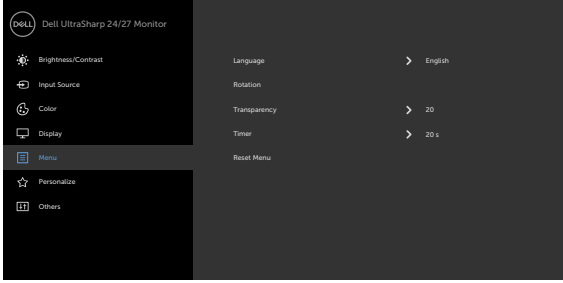 DELL Dell UltraSharp 24/27 Monitor
Brightness/Contrast
Input Source
Color
Display
Menu
Personalize
Others
Language English
Rotation
Transparency 20
Timer 20 s
Reset Menu